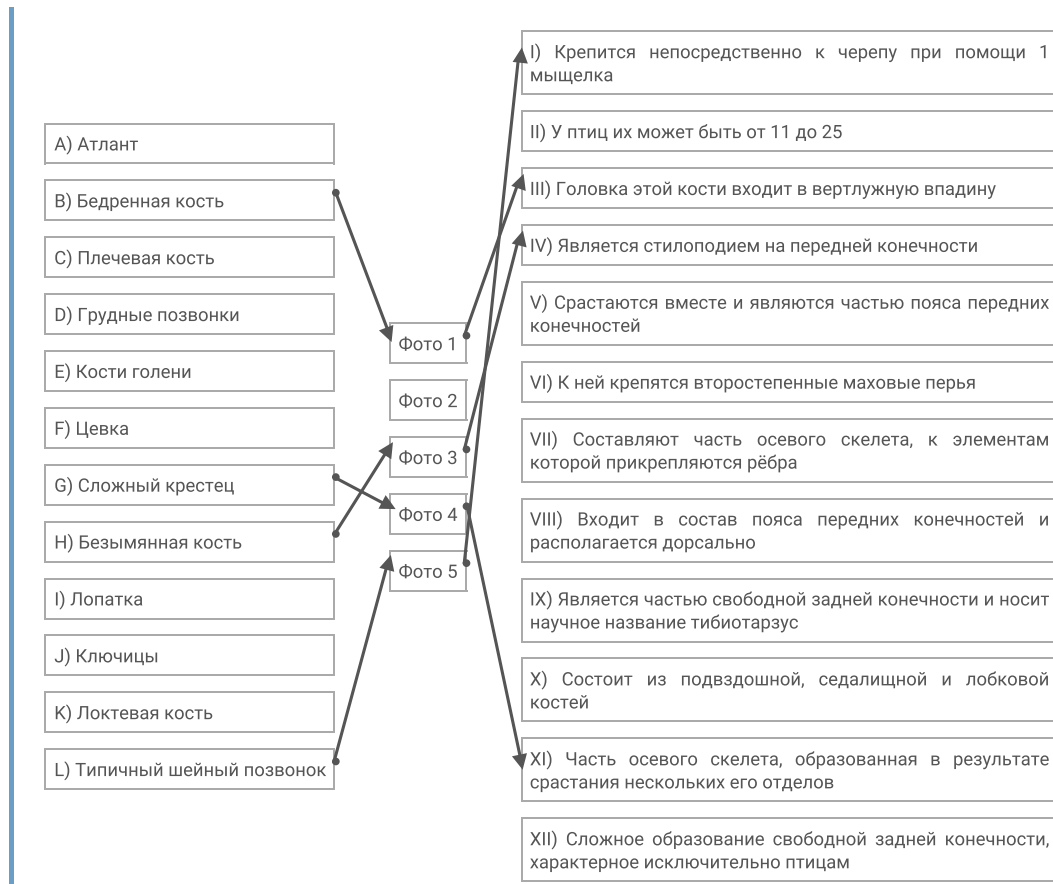 A) Атлант
B) Бедренная кость
C) Плечевая кость
D) Грудные позвонки
E) Кости голени
F) Цевка
G) Сложный крестец
H) Безымянная кость
I) Лопатка
J) Ключицы
K) Локтевая кость
L) Типичный шейный позвонок
Фото 1
Фото 2
Фото 3
Фото 4
Фото 5
I) Крепится непосредственно к черепу при помощи 1
мыщелка
II) У птиц их может быть от 11 до 25
III) Головка этой кости входит в вертлужную впадину
IV) Является стилоподием на передней конечности
V) Срастаются вместе и являются частью пояса передних
конечностей
VI) К ней крепятся второстепенные маховые перья
VII) Составляют часть осевого скелета, к элементам
которой прикрепляются рёбра
VIII) Входит в состав пояса передних конечностей и
располагается дорсально
IX) Является частью свободной задней конечности и носит
научное название тибиотарзус
X) Состоит из подвздошной, седалищной и лобковой
костей
XI) Часть осевого скелета, образованная в результате
срастания нескольких его отделов
XII) Сложное образование свободной задней конечности,
характерное исключительно птицам